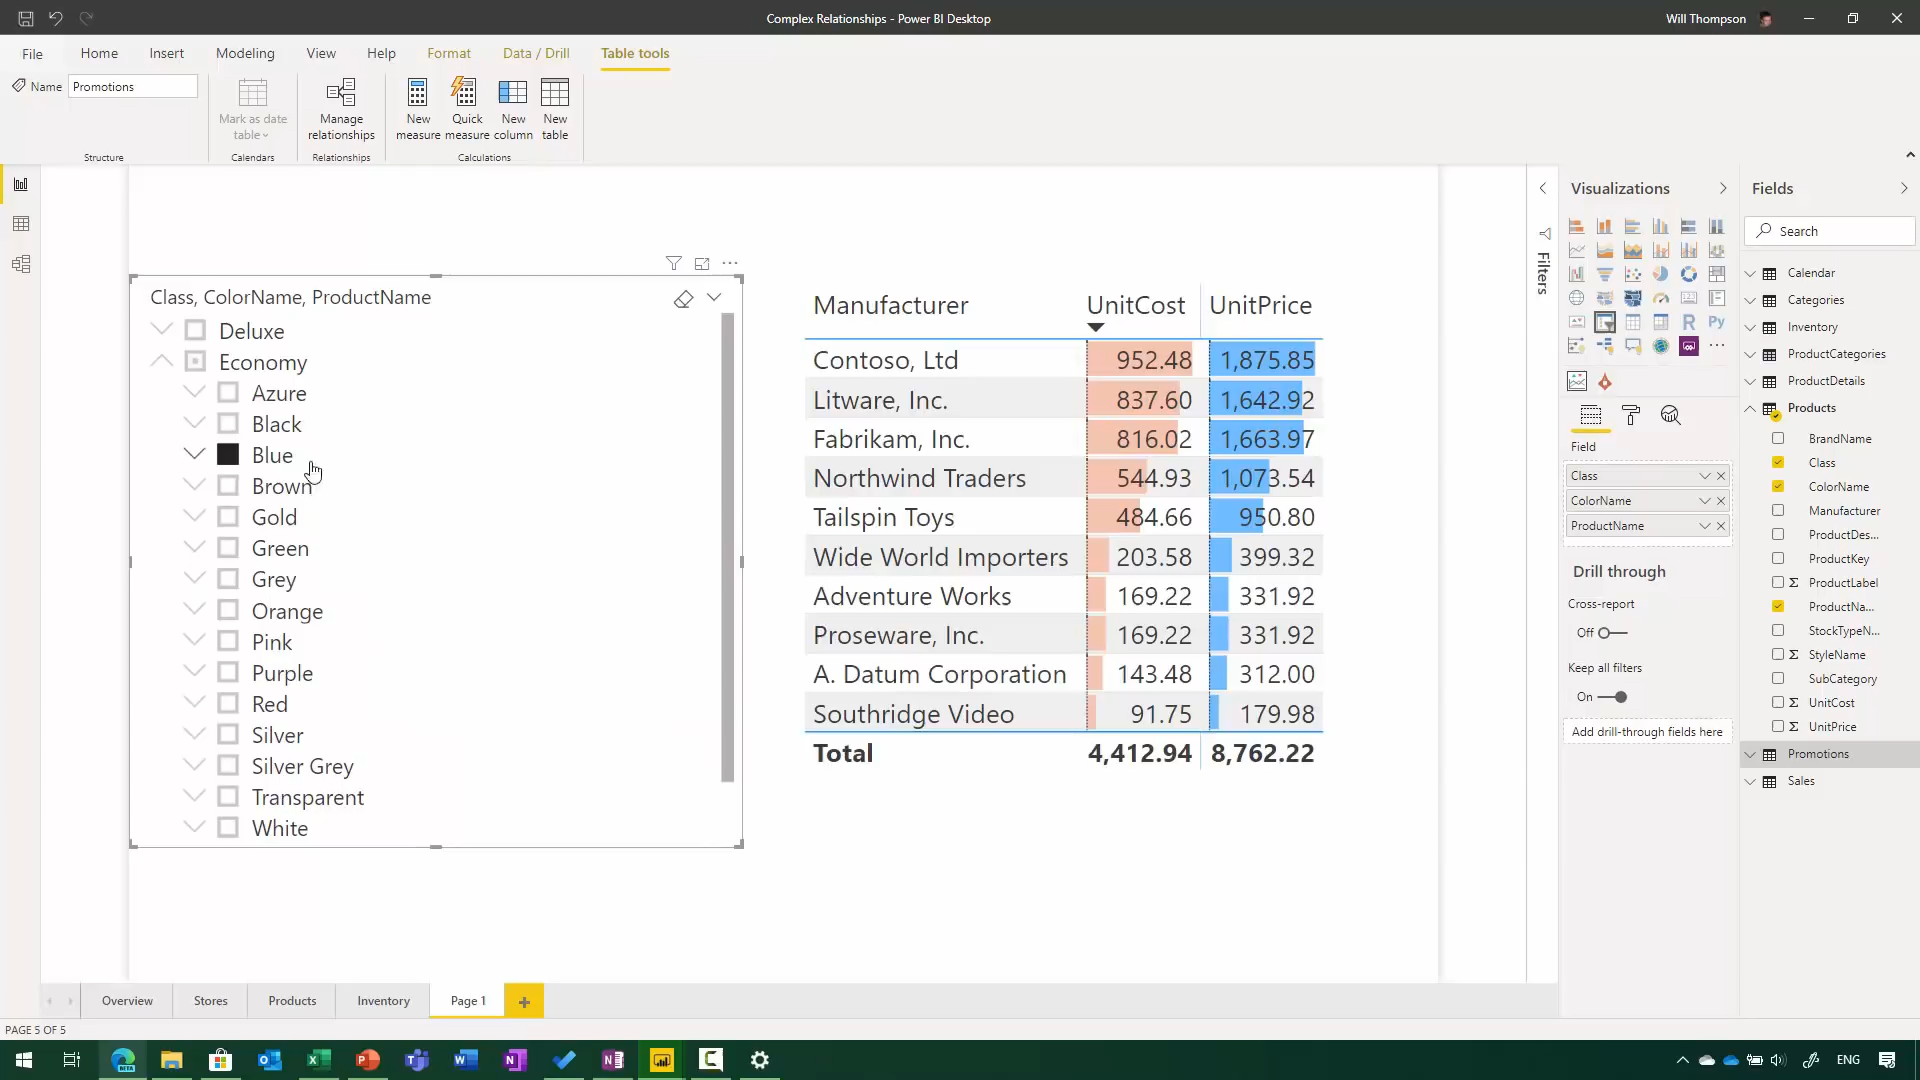 Complex Relationships - Power BI Desktop
Will Thompson
File
Home
Insert
Modeling
View
Help
Format
Data / Drill
Table tools
Name
Promotions
Mark as date
table
Manage
relationships
New
measure
Quick
measure
New
column
New
table
Structure
Calendars
Relationships
Calculations
Class, ColorName, ProductName
Deluxe
Economy
Azure
Black
Blue
Brown
Gold
Green
Grey
Orange
Pink
Purple
Red
Silver
Silver Grey
Transparent
White
Manufacturer UnitCost UnitPrice
Contoso, Ltd 952.48 1,875.85
Litware, Inc. 837.60 1,642.92
Fabrikam, Inc. 816.02 1,663.97
Northwind Traders 544.93 1,073.54
Tailspin Toys 484.66 950.80
Wide World Importers 203.58 399.32
Adventure Works 169.22 331.92
Proseware, Inc. 169.22 331.92
A. Datum Corporation 143.48 312.00
Southridge Video 91.75 179.98
Total 4,412.94 8,762.22
Filters
Visualizations
R
Py
Field
Class
ColorName
ProductName
Drill through
Cross-report
Off
Keep all filters
On
Add drill-through fields here
Fields
Search
Calendar
Categories
Inventory
ProductCategories
ProductDetails
Products
BrandName
Class
ColorName
Manufacturer
ProductDes...
ProductKey
Σ ProductLabel
ProductNa...
StockTypeN...
Σ StyleName
SubCategory
Σ UnitCost
Σ UnitPrice
Promotions
Sales
Overview
Stores
Products
Inventory
Page 1
PAGE 5 OF 5
ENG